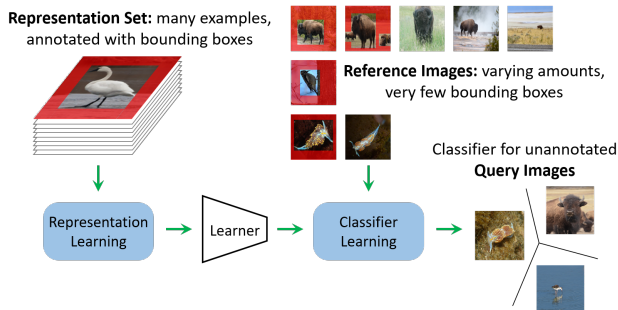 Representation Set: many examples,
annotated with bounding boxes
Reference Images: varying amounts,
very few bounding boxes
Classifier for unannotated
Query Images
Representation
Learning
Learner
Classifier
Learning